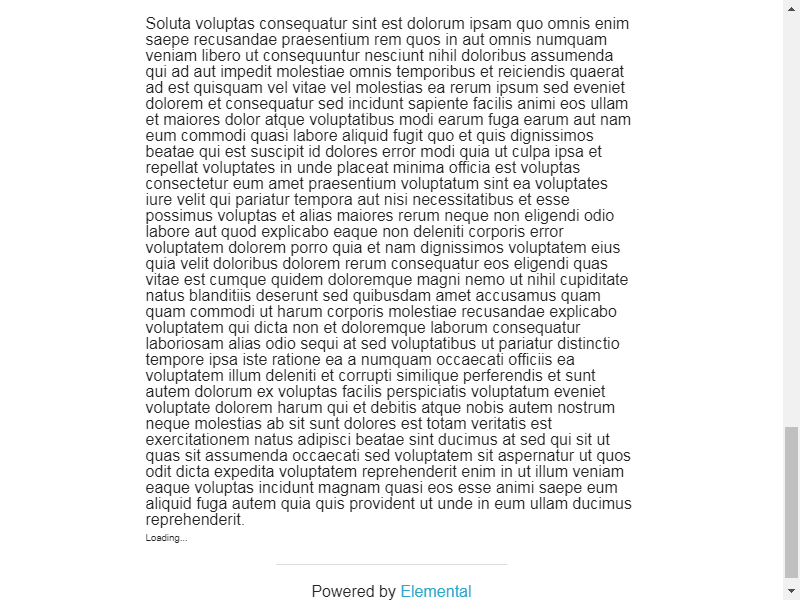 Soluta voluptas consequatur sint est dolorum ipsam quo omnis enim
saepe recusandae praesentium rem quos in aut omnis numquam
veniam libero ut consequuntur nesciunt nihil doloribus assumenda
qui ad aut impedit molestiae omnis temporibus et reiciendis quaerat
ad est quisquam vel vitae vel molestias ea rerum ipsum sed eveniet
dolorem et consequatur sed incidunt sapiente facilis animi eos ullam
et maiores dolor atque voluptatibus modi earum fuga earum aut nam
eum commodi quasi labore aliquid fugit quo et quis dignissimos
beatae qui est suscipit id dolores error modi quia ut culpa ipsa et
repellat voluptates in unde placeat minima officia est voluptas
consectetur eum amet praesentium voluptatum sint ea voluptates
iure velit qui pariatur tempora aut nisi necessitatibus et esse
possimus voluptas et alias maiores rerum neque non eligendi odio
labore aut quod explicabo eaque non deleniti corporis error
voluptatem dolorem porro quia et nam dignissimos voluptatem eius
quia velit doloribus dolorem rerum consequatur eos eligendi quas
vitae est cumque quidem doloremque magni nemo ut nihil cupiditate
natus blanditiis deserunt sed quibusdam amet accusamus quam
quam commodi ut harum corporis molestiae recusandae explicabo
voluptatem qui dicta non et doloremque laborum consequatur
laboriosam alias odio sequi at sed voluptatibus ut pariatur distinctio
tempore ipsa iste ratione ea a numquam occaecati officiis ea
voluptatem illum deleniti et corrupti similique perferendis et sunt
autem dolorum ex voluptas facilis perspiciatis voluptatum eveniet
voluptate dolorem harum qui et debitis atque nobis autem nostrum
neque molestias ab sit sunt dolores est totam veritatis est
exercitationem natus adipisci beatae sint ducimus at sed qui sit ut
quas sit assumenda occaecati sed voluptatem sit aspernatur ut quos
odit dicta expedita voluptatem reprehenderit enim in ut illum veniam
eaque voluptas incidunt magnam quasi eos esse animi saepe eum
aliquid fuga autem quia quis provident ut unde in eum ullam ducimus
reprehenderit.
Loading...
Powered by Elemental